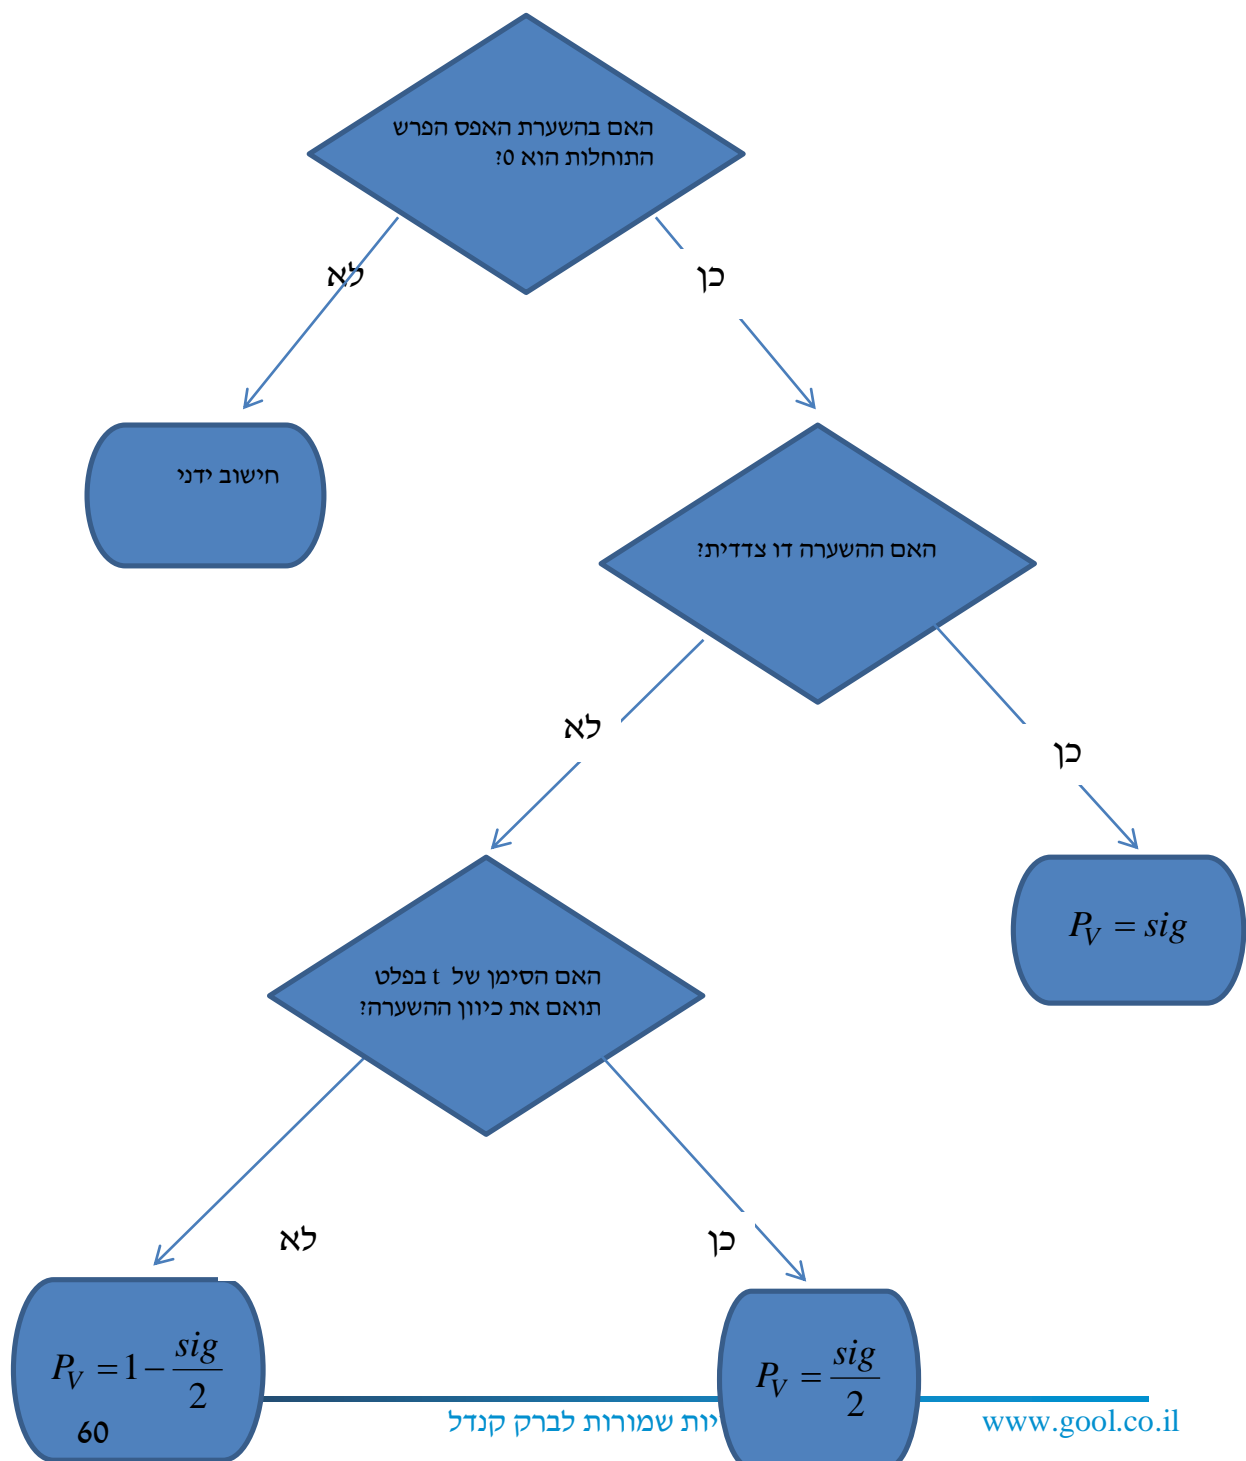 האם בהשערת האפס הפרש
התוחלות הוא 0?
לא
כן
חישוב ידני
האם ההשערה דו צדדית?
לא
כן
P_V = sig
האם הסימן של t בפלט
תואם את כיוון ההשערה?
לא
כן
P_V = 1 - sig/2
P_V = sig/2
60
יות שמורות לברק קנדל
www.gool.co.il